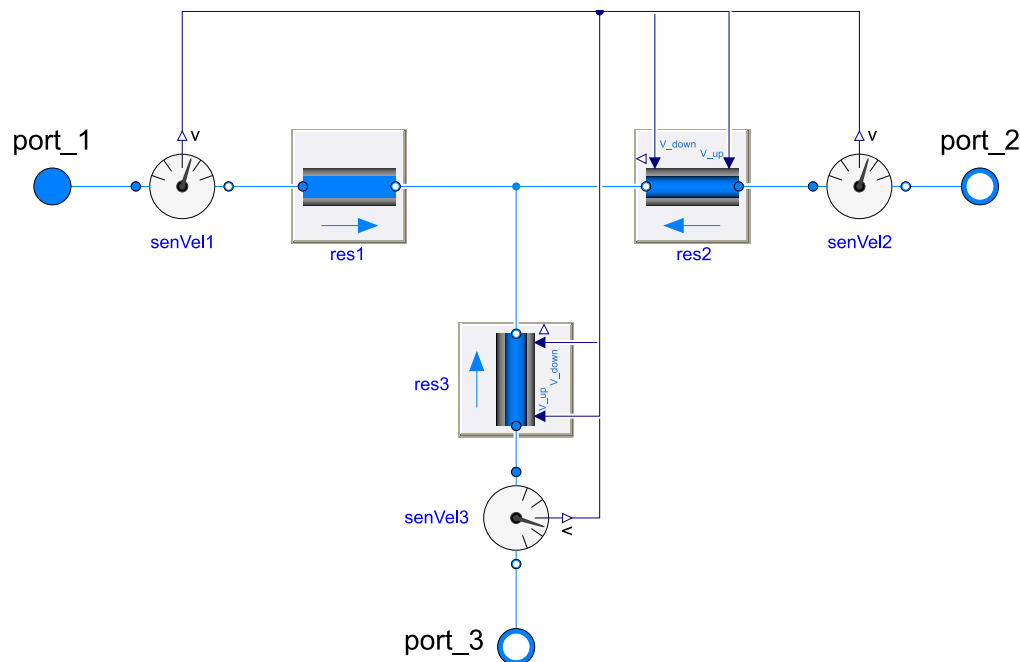 port_1
v
senVel1
res1
V_down
V_up
res2
v
senVel2
port_2
res3
V_down
V_up
senVel3
v
port_3